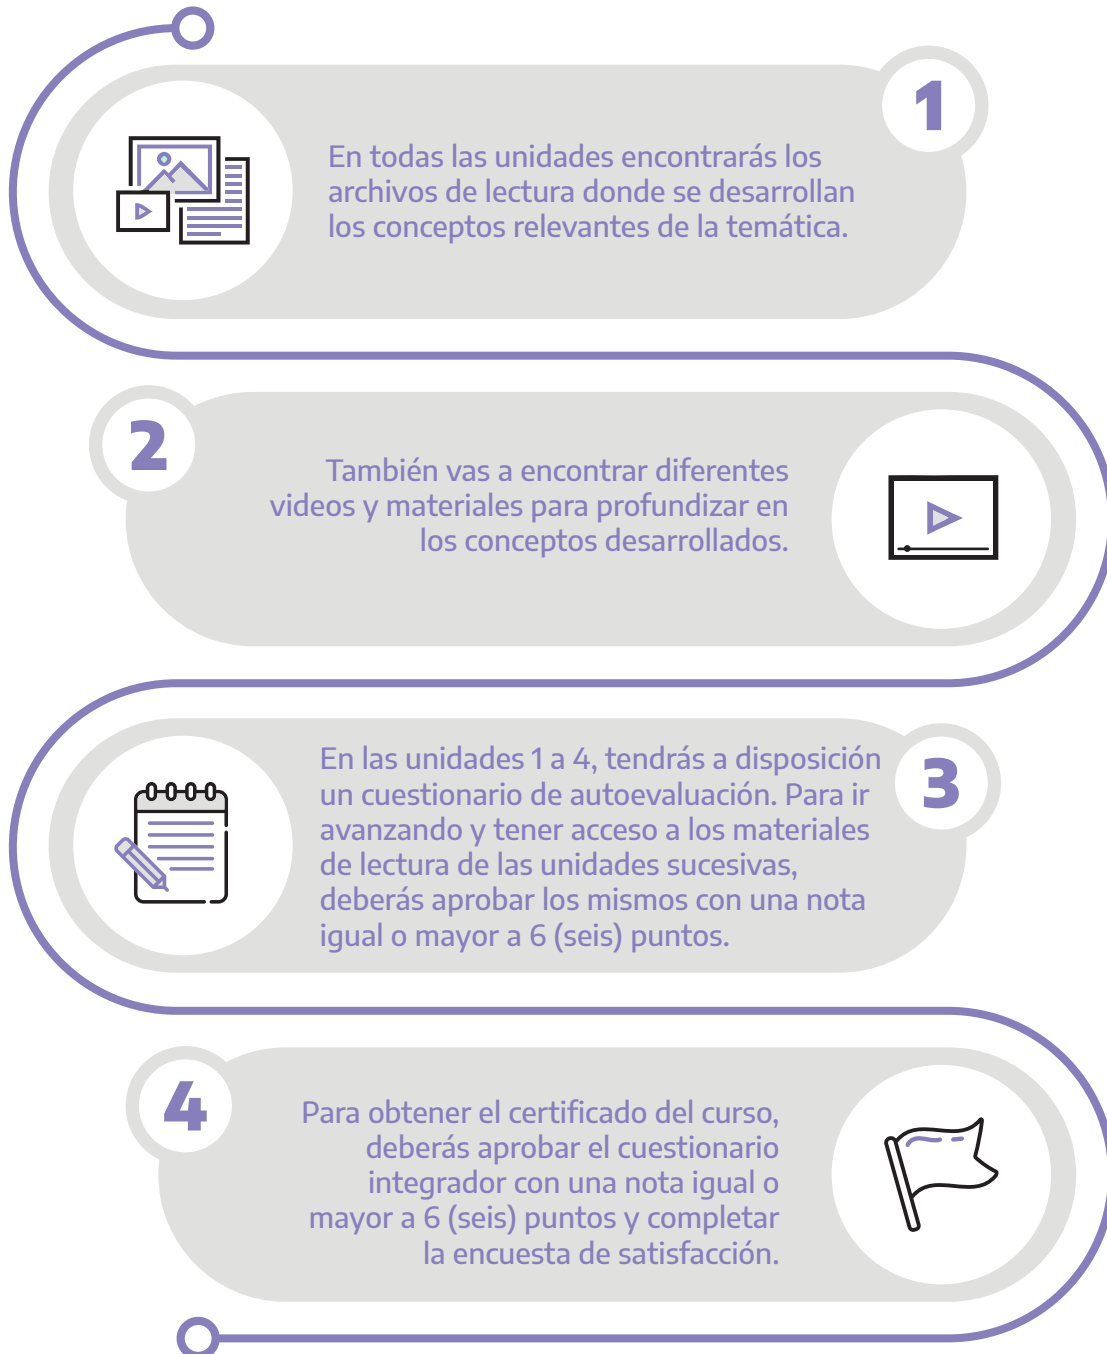 1
En todas las unidades encontrarás los
archivos de lectura donde se desarrollan
los conceptos relevantes de la temática.
2
También vas a encontrar diferentes
videos y materiales para profundizar en
los conceptos desarrollados.
3
En las unidades 1 a 4, tendrás a disposición
un cuestionario de autoevaluación. Para ir
avanzando y tener acceso a los materiales
de lectura de las unidades sucesivas,
deberás aprobar los mismos con una nota
igual o mayor a 6 (seis) puntos.
4
Para obtener el certificado del curso,
deberás aprobar el cuestionario
integrador con una nota igual o
mayor a 6 (seis) puntos y completar
la encuesta de satisfacción.